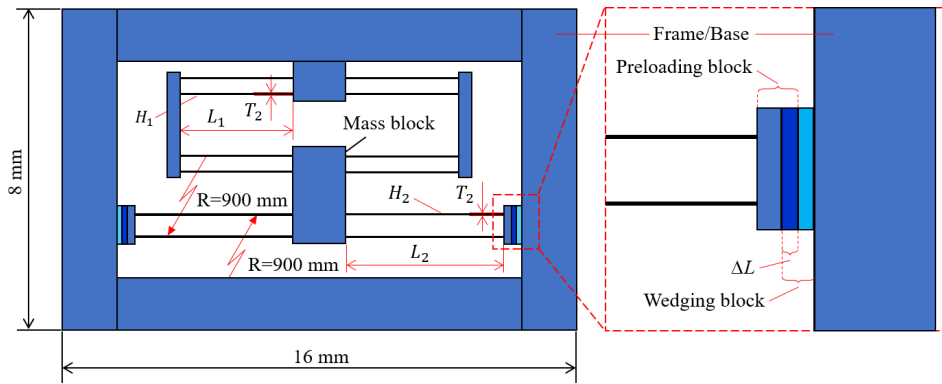 Frame/Base
Preloading block
H₁
T₂
L₁
Mass block
8 mm
R=900 mm
H₂
T₂
R=900 mm
L₂
ΔL
Wedging block
16 mm